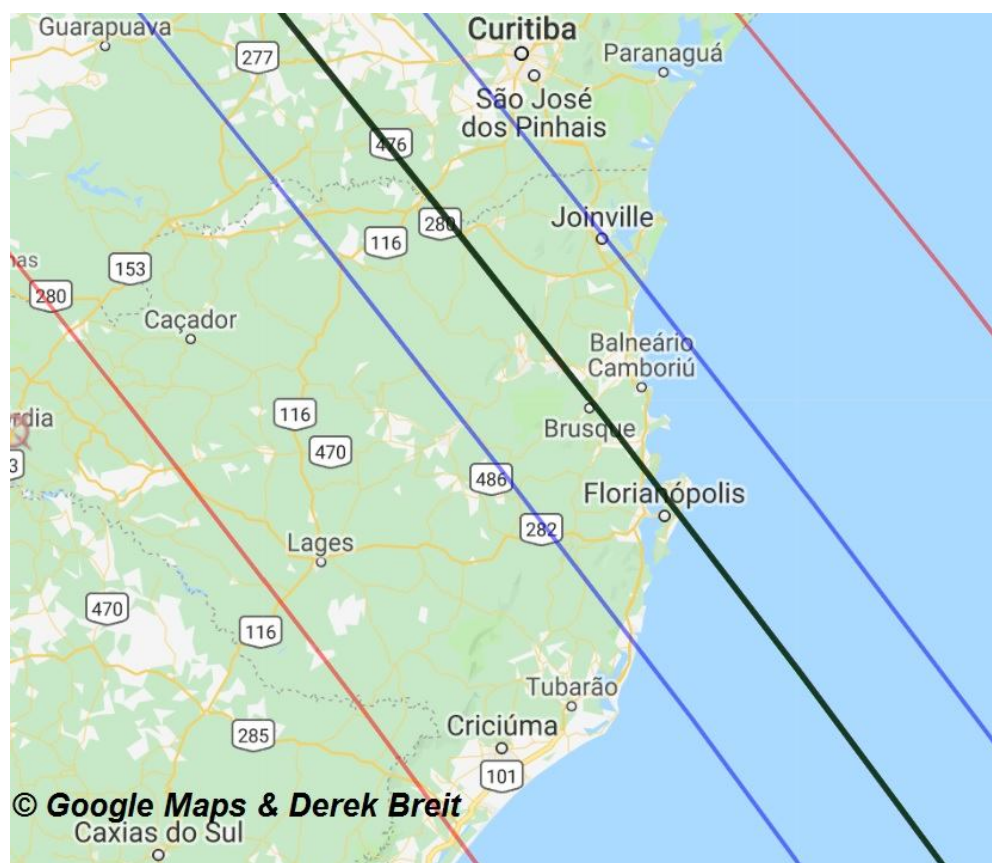 Guarapuava
Curitiba
Paranaguá
277
São José
dos Pinhais
476
280
116
Joinville
153
280
Caçador
Balneário
Camboriú
116
Brusque
470
486
Florianópolis
282
Lages
470
116
Tubarão
285
Criciúma
101
© Google Maps & Derek Breit
Caxias do Sul